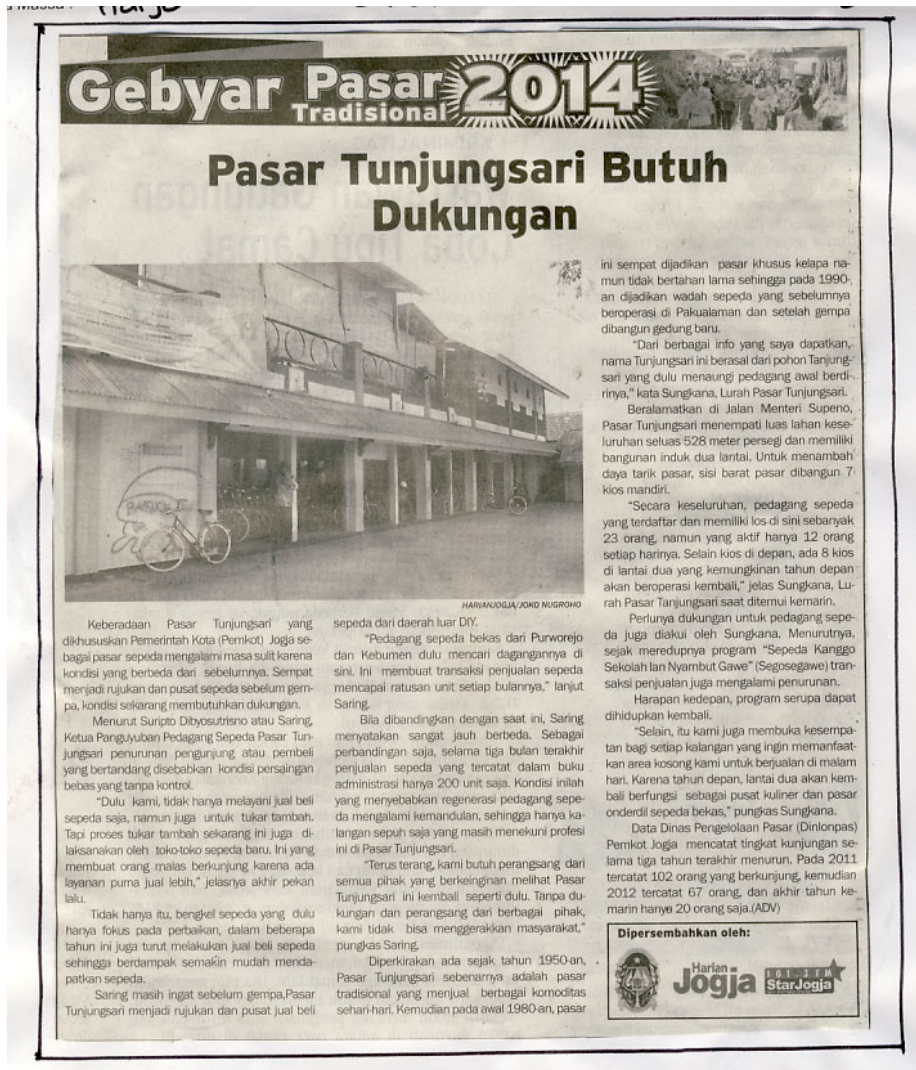 Gebyar Pasar
Tradisional
2014
Pasar Tunjungsari Butuh
Dukungan
HARIANJOGJA/JOKO NUGROHO
Keberadaan Pasar Tunjungsari yang
dikhususkan Pemerintah Kota (Pemkot) Jogja se-
bagai pasar sepeda mengalami masa sulit karena
kondisi yang berbeda dari sebelumnya. Sempat
menjadi rujukan dan pusat sepeda sebelum gem-
pa, kondisi sekarang membutuhkan dukungan.
Menurut Suripto Dibyosutrisno atau Saring,
Ketua Panguyuban Pedagang Sepeda Pasar Tun-
jungsari penurunan pengunjung atau pembeli
yang bertandang disebabkan kondisi persaingan
bebas yang tanpa kontrol.
"Dulu kami, tidak hanya melayani jual beli
sepeda saja, namun juga untuk tukar tambah.
Tapi proses tukar tambah sekarang ini juga di-
laksanakan oleh toko-toko sepeda baru. Ini yang
membuat orang malas berkunjung karena ada
layanan purna jual lebih," jelasnya akhir pekan
lalu.
Tidak hanya itu, bengkel sepeda yang dulu
hanya fokus pada perbaikan, dalam beberapa
tahun ini juga turut melakukan jual beli sepeda
sehingga berdampak semakin mudah menda-
patkan sepeda.
Saring masih ingat sebelum gempa,Pasar
Tunjungsari menjadi rujukan dan pusat jual beli
sepeda dari daerah luar DIY.
"Pedagang sepeda bekas dari Purworejo
dan Kebumen dulu mencari dagangannya di
sini. Ini membuat transaksi penjualan sepeda
mencapai ratusan unit setiap bulannya," lanjut
Saring.
Bila dibandingkan dengan saat ini, Saring
menyatakan sangat jauh berbeda. Sebagai
perbandingan saja, selama tiga bulan terakhir
penjualan sepeda yang tercatat dalam buku
administrasi hanya 200 unit saja. Kondisi inilah
yang menyebabkan regenerasi pedagang sepe-
da mengalami kemandulan, sehingga hanya ka-
langan sepuh saja yang masih menekuni profesi
ini di Pasar Tunjungsari.
"Terus terang, kami butuh perangsang dari
semua pihak yang berkeinginan melihat Pasar
Tunjungsari ini kembali seperti dulu. Tanpa du-
kungan dan perangsang dari berbagai pihak,
kami tidak bisa menggerakkan masyarakat,"
pungkas Saring.
Diperkirakan ada sejak tahun 1950-an,
Pasar Tunjungsari sebenarnya adalah pasar
tradisional yang menjual berbagai komoditas
sehari-hari. Kemudian pada awal 1980-an, pasar
ini sempat dijadikan pasar khusus kelapa na-
mun tidak bertahan lama sehingga pada 1990-
an dijadikan wadah sepeda yang sebelumnya
beroperasi di Pakualaman dan setelah gempa
dibangun gedung baru.
"Dari berbagai info yang saya dapatkan,
nama Tunjungsari ini berasal dari pohon Tanjung-
sari yang dulu menaungi pedagang awal berdi-
rinya," kata Sungkana, Lurah Pasar Tunjungsari.
Beralamatkan di Jalan Menteri Supeno,
Pasar Tunjungsari menempati luas lahan kese-
luruhan seluas 528 meter persegi dan memiliki
bangunan induk dua lantai. Untuk menambah
daya tarik pasar, sisi barat pasar dibangun 7
kios mandiri.
"Secara keseluruhan, pedagang sepeda
yang terdaftar dan memiliki los di sini sebanyak
23 orang, namun yang aktif hanya 12 orang
setiap harinya. Selain kios di depan, ada 8 kios
di lantai dua yang kemungkinan tahun depan
akan beroperasi kembali," jelas Sungkana, Lu-
rah Pasar Tanjungsari saat ditemui kemarin.
Perlunya dukungan untuk pedagang sepe-
da juga diakui oleh Sungkana. Menurutnya,
sejak meredupnya program "Sepeda Kanggo
Sekolah lan Nyambut Gawe" (Segosegawe) tran-
saksi penjualan juga mengalami penurunan.
Harapan kedepan, program serupa dapat
dihidupkan kembali.
"Selain, itu kami juga membuka kesempa-
tan bagi setiap kalangan yang ingin memanfaat-
kan area kosong kami untuk berjualan di malam
hari. Karena tahun depan, lantai dua akan kem-
bali berfungsi sebagai pusat kuliner dan pasar
onderdil sepeda bekas," pungkas Sungkana.
Data Dinas Pengelolaan Pasar (Dinlonpas)
Pemkot Jogja mencatat tingkat kunjungan se-
lama tiga tahun terakhir menurun. Pada 2011
tercatat 102 orang yang berkunjung, kemudian
2012 tercatat 67 orang, dan akhir tahun ke-
marin hanya 20 orang saja.(ADV)
Dipersembahkan oleh:
Harian
Jogja
101.3 FM
StarJogja